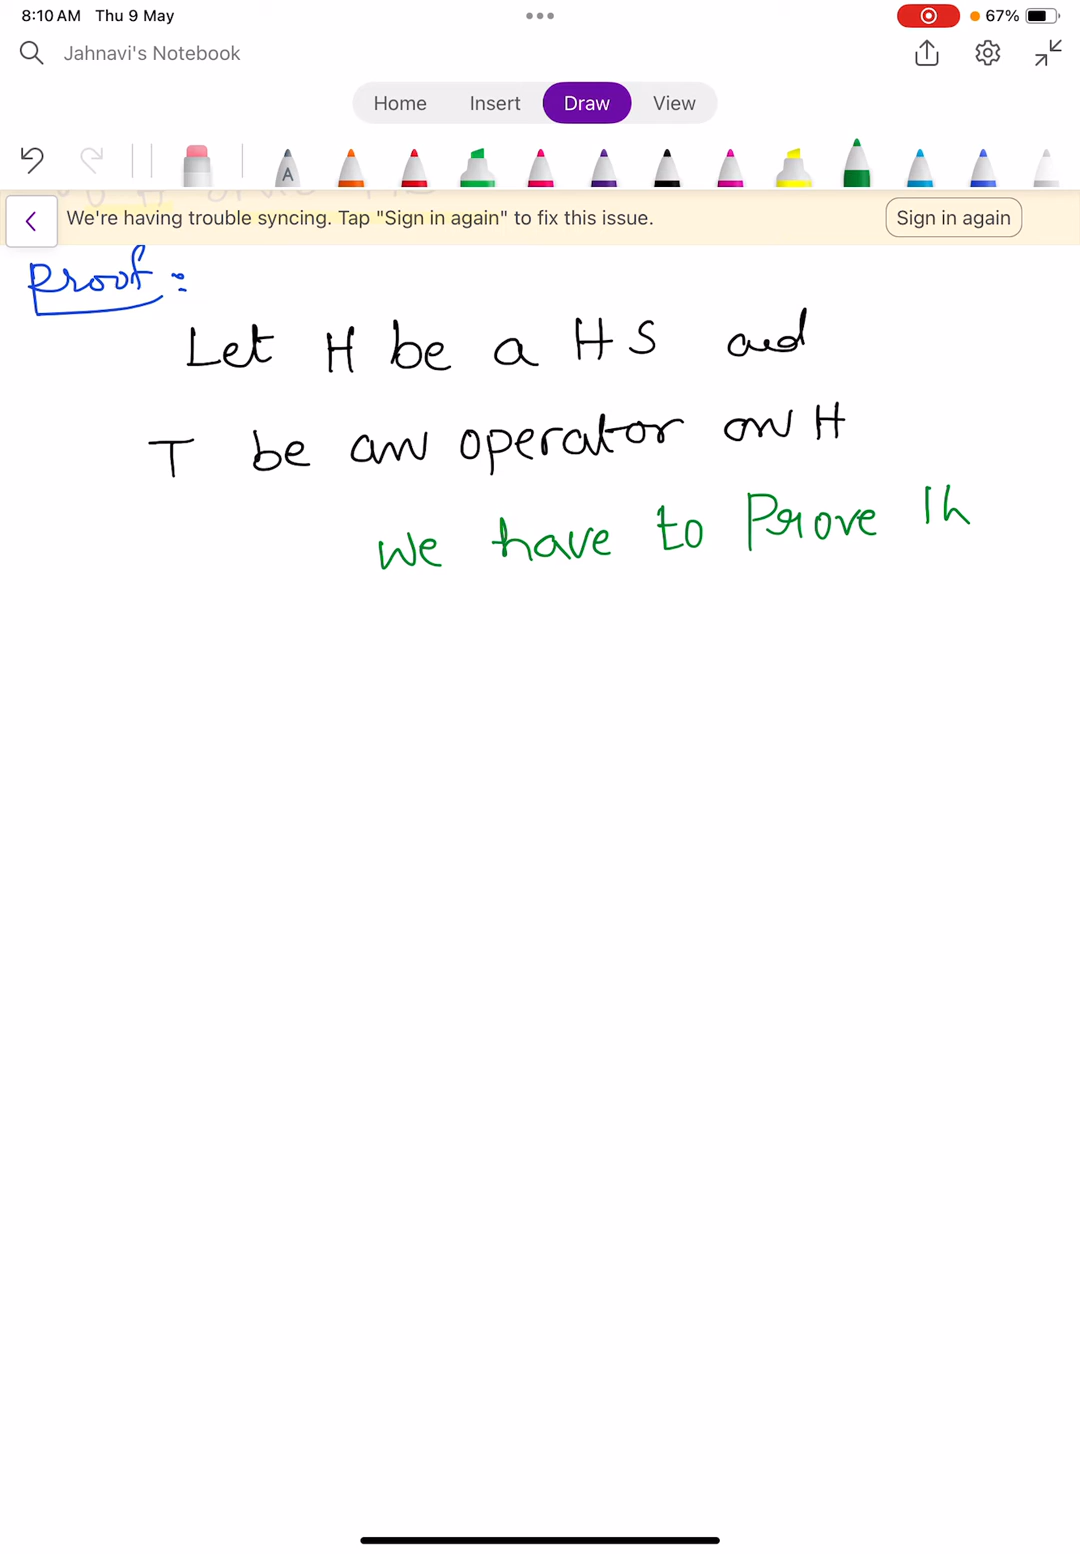 8:10 AM Thu 9 May
67%
Jahnavi's Notebook
Home Insert Draw View
A
We're having trouble syncing. Tap "Sign in again" to fix this issue.
Sign in again
Proof :
Let H be a H S and
T be an operator on H
we have to Prove Th